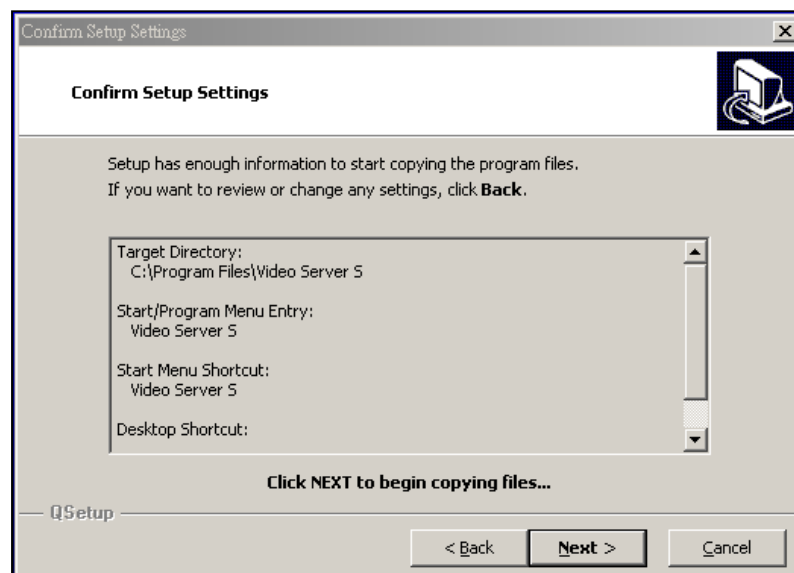 Confirm Setup Settings
Confirm Setup Settings
Setup has enough information to start copying the program files.
If you want to review or change any settings, click Back.
Target Directory:
C:\Program Files\Video Server S
Start/Program Menu Entry:
Video Server S
Start Menu Shortcut:
Video Server S
Desktop Shortcut:
Click NEXT to begin copying files...
QSetup
< Back
Next >
Cancel